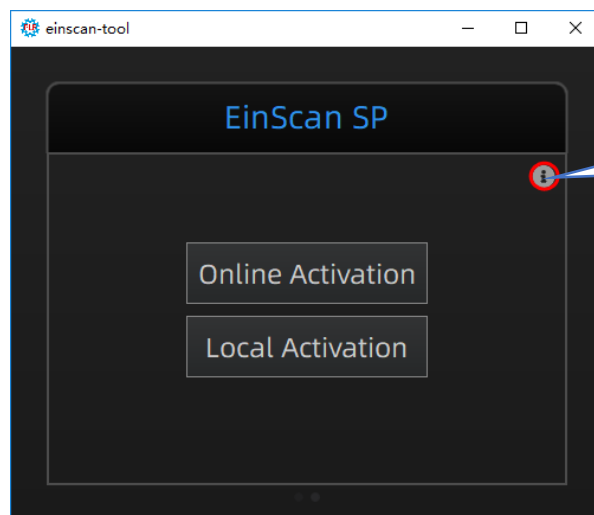 einscan-tool
EinScan SP
Online Activation
Local Activation